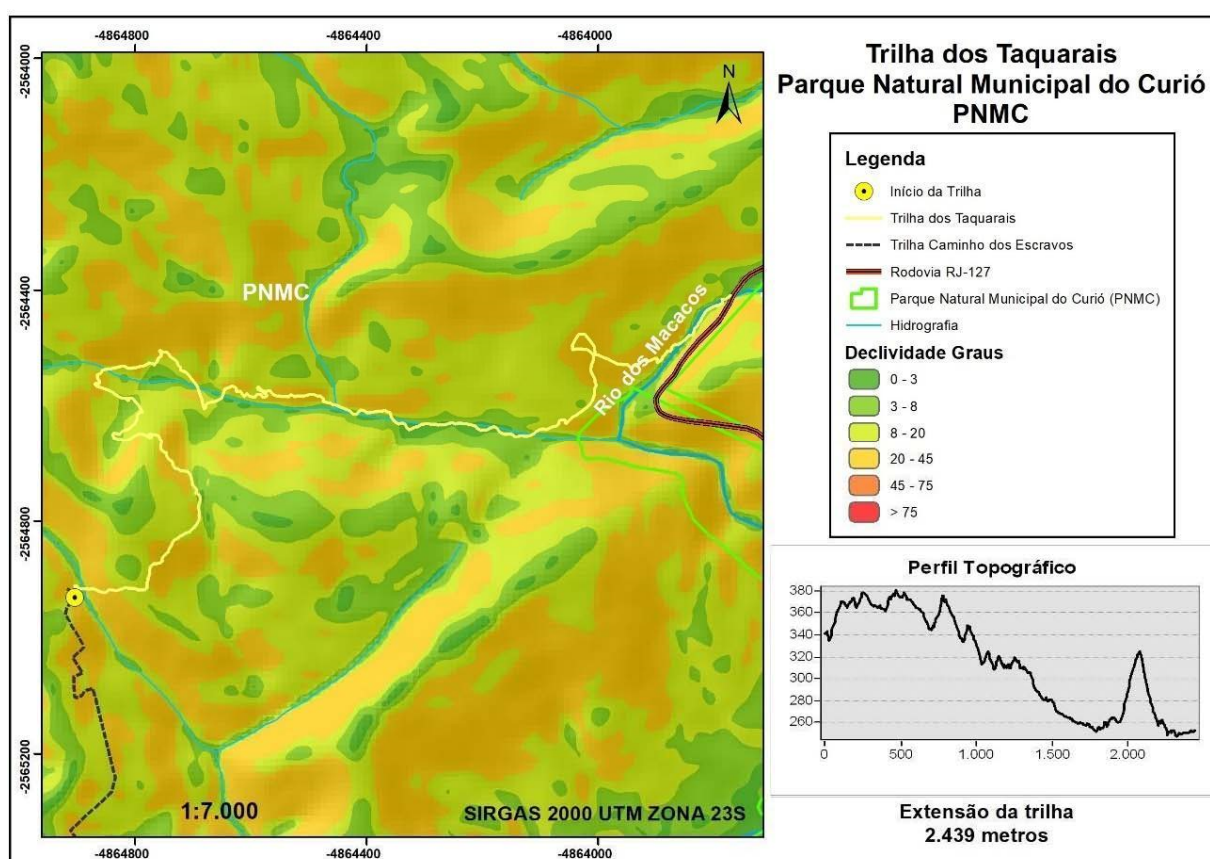 -4864800
-4864400
-4864000
-2564000
-2564400
-2564800
-2565200
N
PNMC
Rio dos Macacos
1:7.000
SIRGAS 2000 UTM ZONA 23S
-4864800
-4864400
-4864000
Trilha dos Taquarais
Parque Natural Municipal do Curió
PNMC
Legenda
Início da Trilha
Trilha dos Taquarais
Trilha Caminho dos Escravos
Rodovia RJ-127
Parque Natural Municipal do Curió (PNMC)
Hidrografia
Declividade Graus
0 - 3
3 - 8
8 - 20
20 - 45
45 - 75
> 75
Perfil Topográfico
380
360
340
320
300
280
260
0
500
1.000
1.500
2.000
Extensão da trilha
2.439 metros